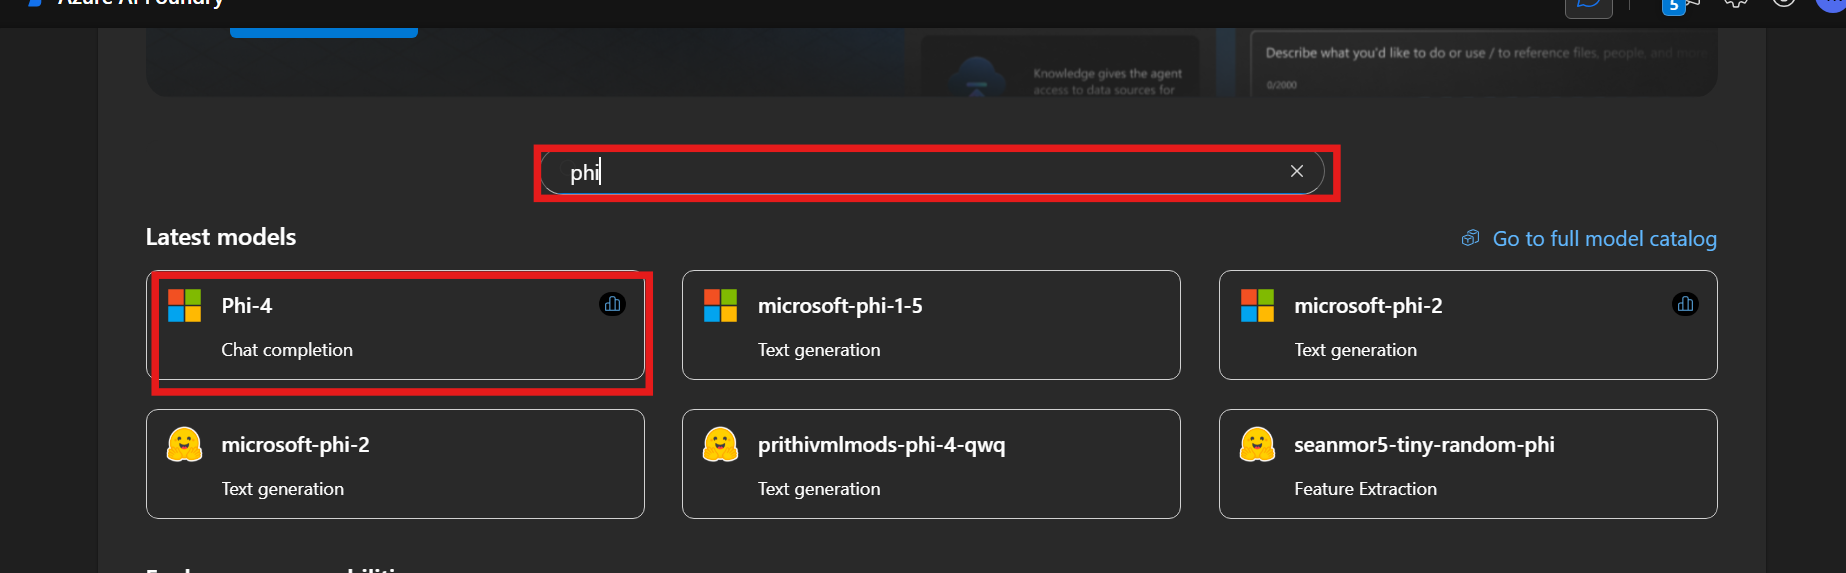 Azure AI Foundry
5
Knowledge gives the agent
access to data sources for
Describe what you'd like to do or use / to reference files, people, and more
0/2000
phi
Latest models
Go to full model catalog
Phi-4
Chat completion
microsoft-phi-1-5
Text generation
microsoft-phi-2
Text generation
microsoft-phi-2
Text generation
prithivmlmods-phi-4-qwq
Text generation
seanmor5-tiny-random-phi
Feature Extraction